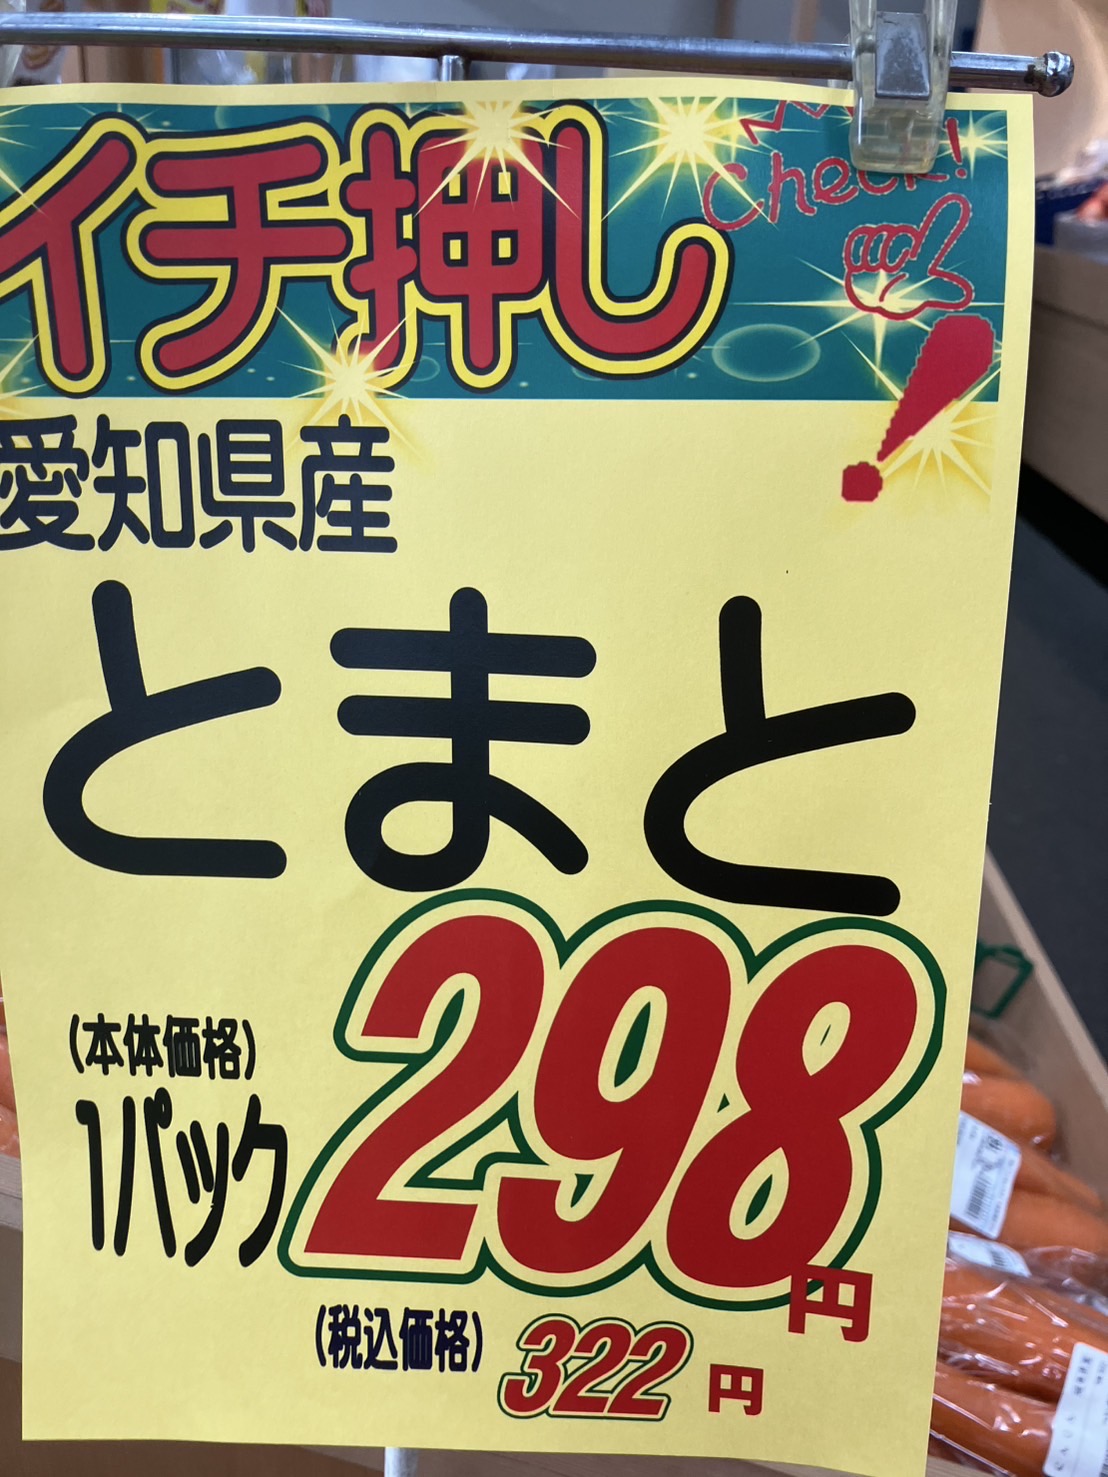 イチ押し
check!
愛知県産
とまと
(本体価格)
1パック
298円
(税込価格) 322円